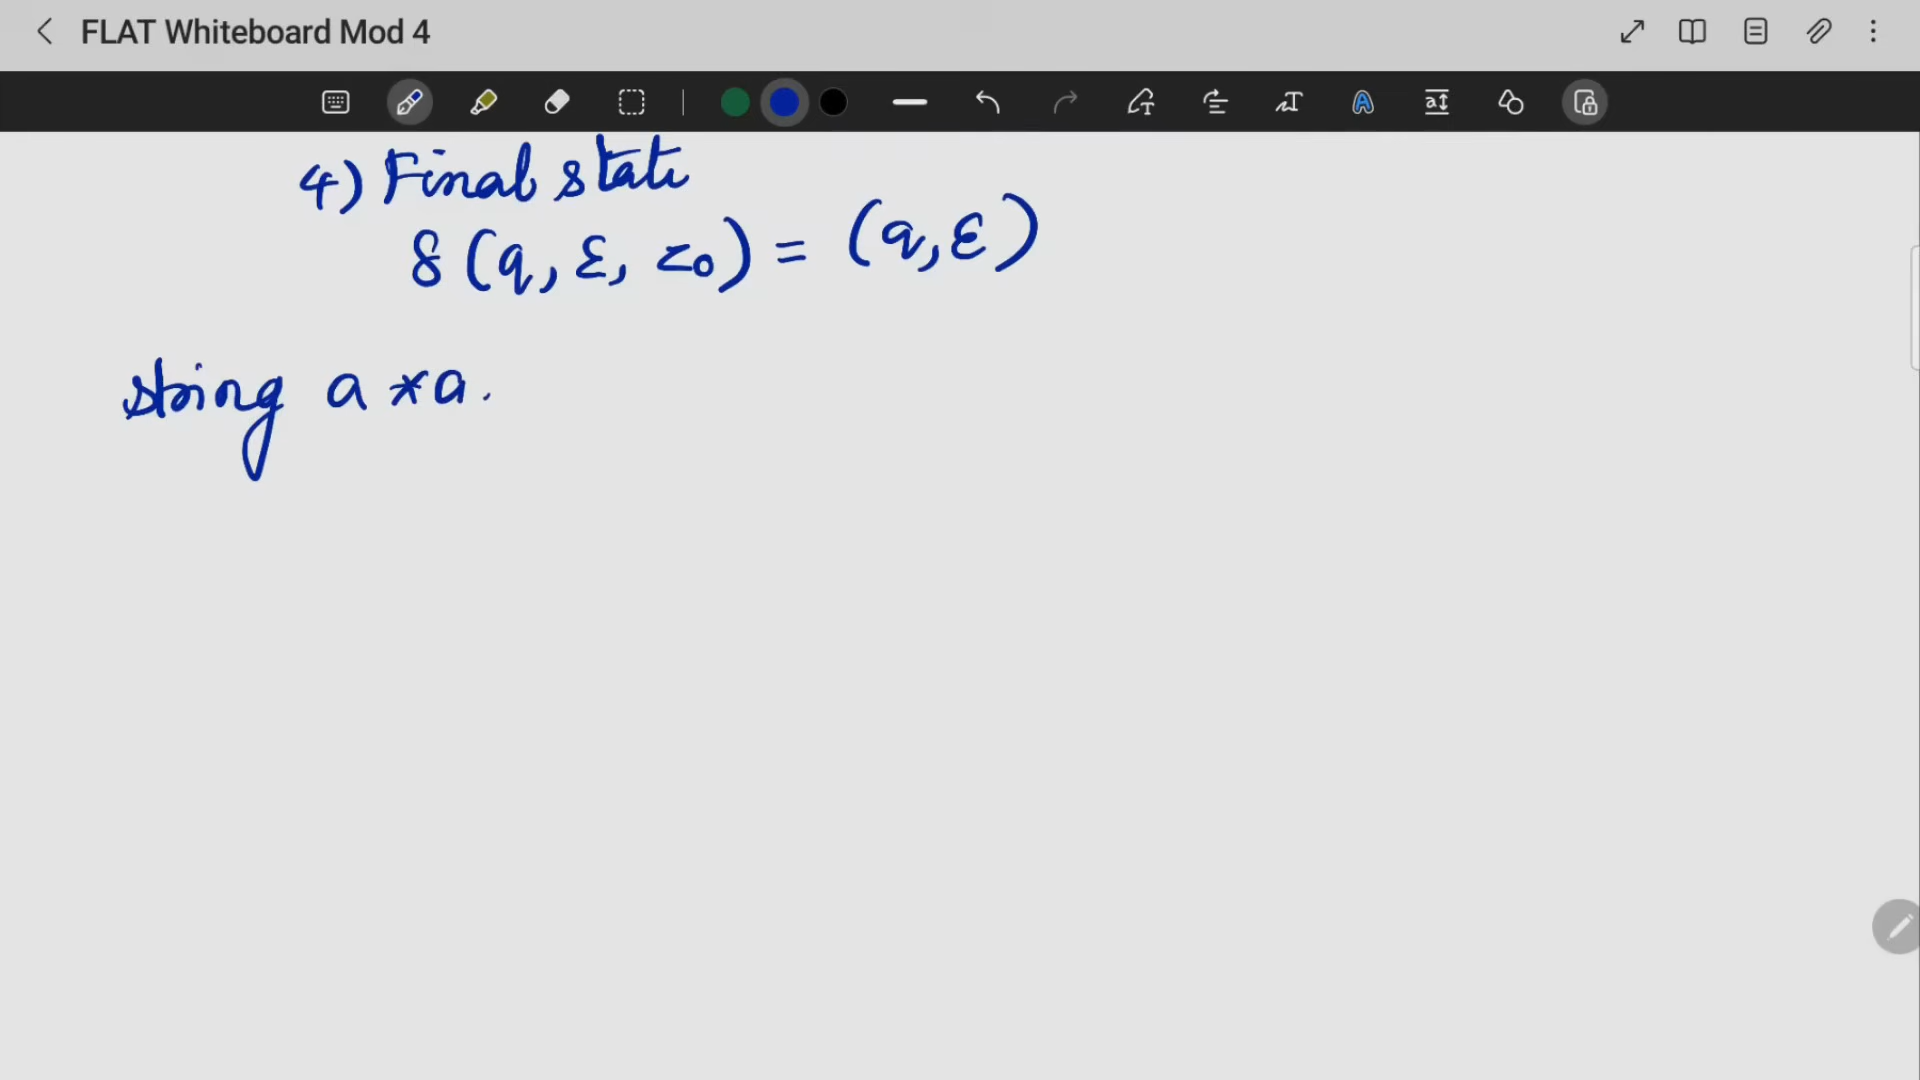 FLAT Whiteboard Mod 4
4) Final state
δ(q, ε, z0) = (q, ε)
string a *a.